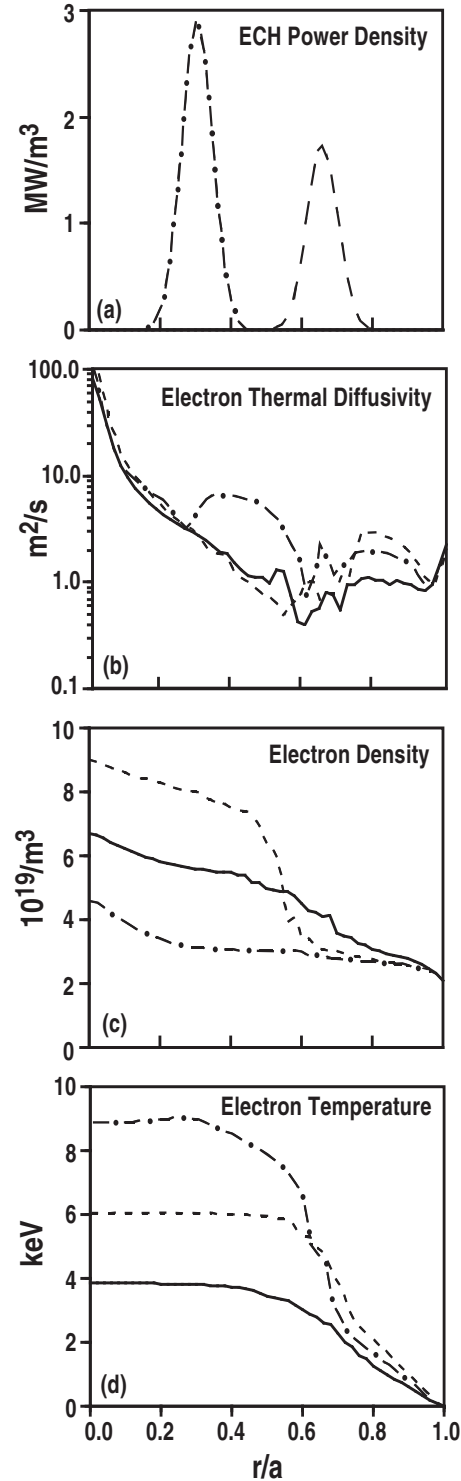 3
ECH Power Density
2
MW/m³
1
(a)
0
100.0
Electron Thermal Diffusivity
10.0
m²/s
1.0
(b)
0.1
10
Electron Density
8
6
10¹⁹/m³
4
2
(c)
0
10
Electron Temperature
8
6
keV
4
2
(d)
0
0.0 0.2 0.4 0.6 0.8 1.0
r/a